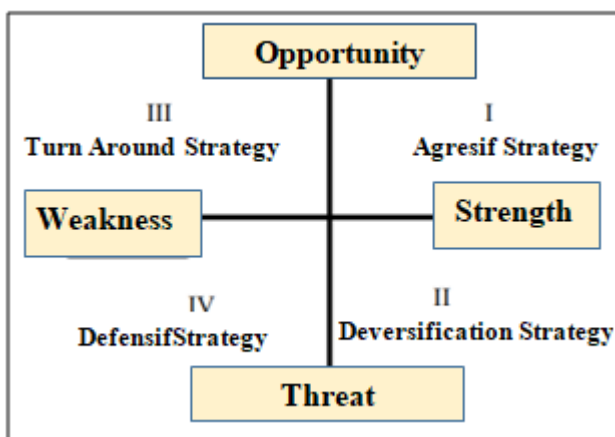 Opportunity
III
Turn Around Strategy
I
Agresif Strategy
Weakness
Strength
IV
DefensifStrategy
II
Deversification Strategy
Threat